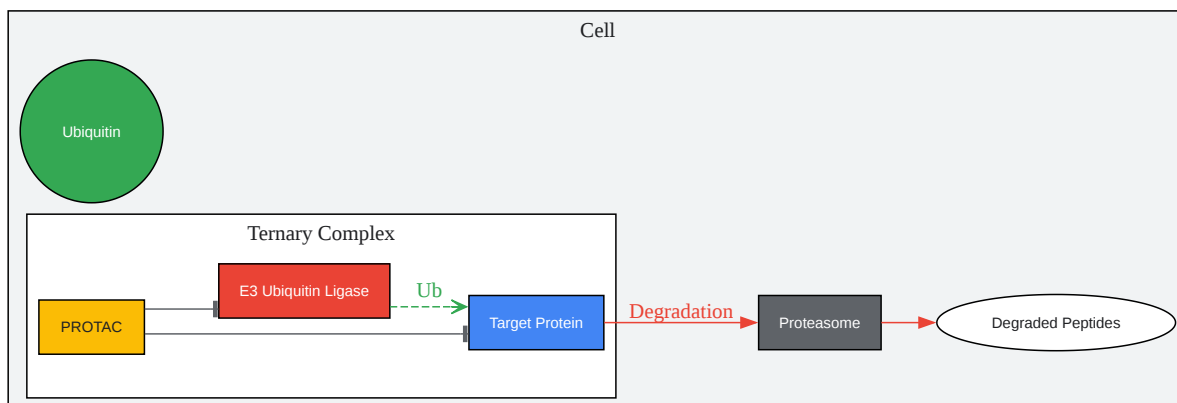 Cell
Ubiquitin
Ternary Complex
E3 Ubiquitin Ligase
Ub
PROTAC
Target Protein
Degradation
Proteasome
Degraded Peptides